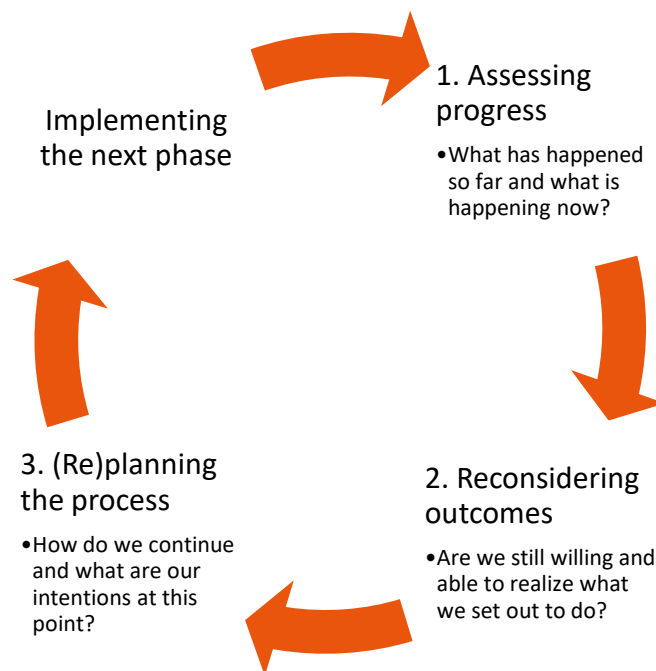 Implementing
the next phase
1. Assessing
progress
•What has happened
so far and what is
happening now?
2. Reconsidering
outcomes
•Are we still willing and
able to realize what
we set out to do?
3. (Re)planning
the process
•How do we continue
and what are our
intentions at this
point?